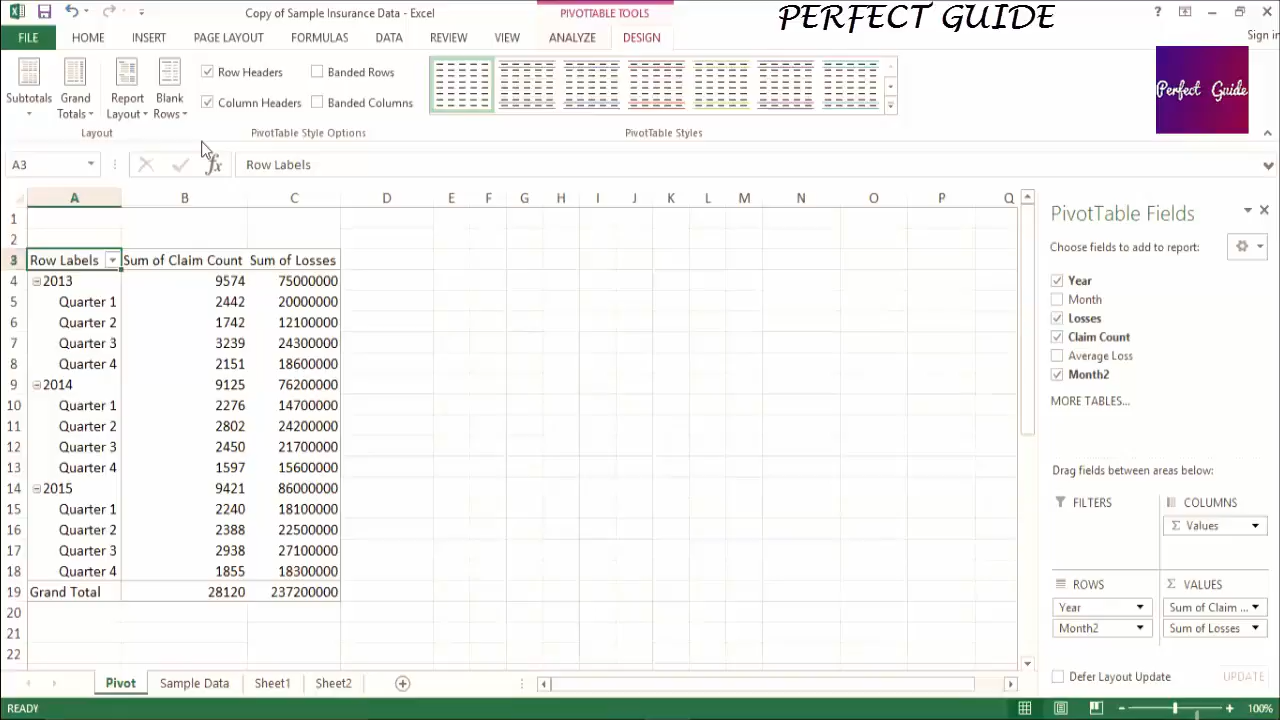 Copy of Sample Insurance Data - Excel
PIVOTTABLE TOOLS
PERFECT GUIDE
?
FILE HOME INSERT PAGE LAYOUT FORMULAS DATA REVIEW VIEW ANALYZE DESIGN
Sign in
Subtotals
Grand Totals
Report Layout
Blank Rows
Row Headers Banded Rows
Column Headers Banded Columns
Perfect Guide
Layout PivotTable Style Options PivotTable Styles
A3 fx Row Labels
A B C D E F G H I J K L M N O P Q
1
2
3 Row Labels Sum of Claim Count Sum of Losses
4 2013 9574 75000000
5 Quarter 1 2442 20000000
6 Quarter 2 1742 12100000
7 Quarter 3 3239 24300000
8 Quarter 4 2151 18600000
9 2014 9125 76200000
10 Quarter 1 2276 14700000
11 Quarter 2 2802 24200000
12 Quarter 3 2450 21700000
13 Quarter 4 1597 15600000
14 2015 9421 86000000
15 Quarter 1 2240 18100000
16 Quarter 2 2388 22500000
17 Quarter 3 2938 27100000
18 Quarter 4 1855 18300000
19 Grand Total 28120 237200000
20
21
22
PivotTable Fields
Choose fields to add to report:
Year
Month
Losses
Claim Count
Average Loss
Month2
MORE TABLES...
Drag fields between areas below:
FILTERS COLUMNS
Σ Values
ROWS Σ VALUES
Year Sum of Claim ...
Month2 Sum of Losses
Defer Layout Update UPDATE
Pivot Sample Data Sheet1 Sheet2
READY 100%